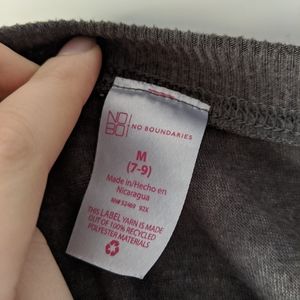 NO
BO
NO BOUNDARIES
M
(7-9)
Made in/Hecho en
Nicaragua
92X
THIS LABEL YARN IS MADE
OUT OF 100% RECYCLED
POLYESTER MATERIALS